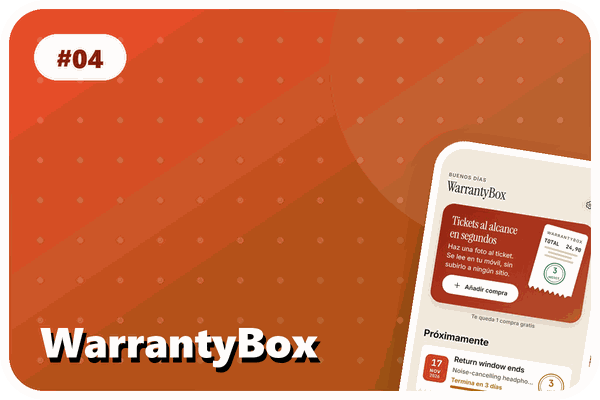 #04
BUENOS DÍAS
WarrantyBox
Tickets al alcance
en segundos
Haz una foto al ticket.
Se lee en tu móvil, sin
subirlo a ningún sitio.
+ Añadir compra
WARRANTYBOX
TOTAL 24,90
3
Te queda 1 compra gratis
Próximamente
17
NOV
2026
Return window ends
Noise-cancelling headpho...
Termina en 3 días
3
WarrantyBox